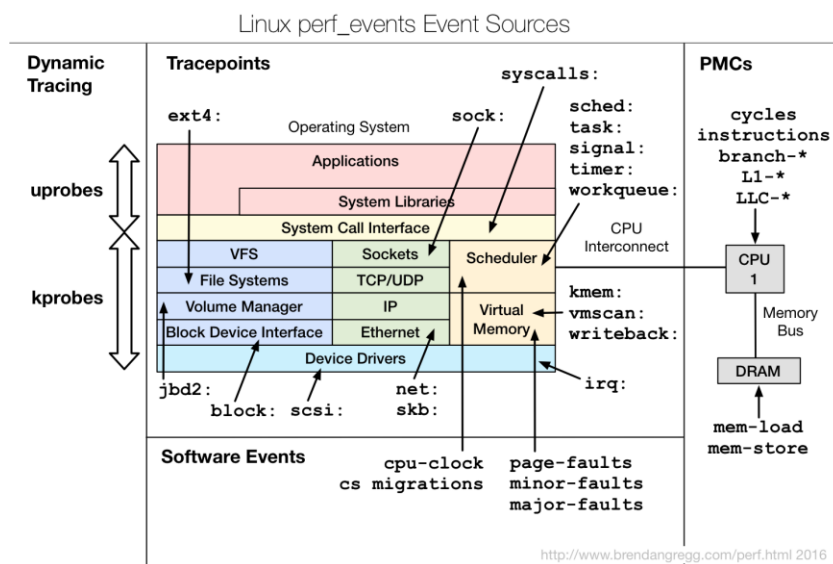 Linux perf_events Event Sources
Dynamic
Tracing
uprobes
kprobes
Tracepoints
syscalls:
ext4:
sock:
sched:
task:
signal:
timer:
workqueue:
Operating System
Applications
System Libraries
System Call Interface
VFS
Sockets
Scheduler
File Systems
TCP/UDP
Volume Manager
IP
Virtual
Memory
Block Device Interface
Ethernet
Device Drivers
CPU
Interconnect
kmem:
vmscan:
writeback:
jbd2:
block:
scsi:
net:
skb:
irq:
PMCs
cycles
instructions
branch-*
L1-*
LLC-*
CPU
1
Memory
Bus
DRAM
mem-load
mem-store
Software Events
cpu-clock
cs migrations
page-faults
minor-faults
major-faults
http://www.brendangregg.com/perf.html 2016